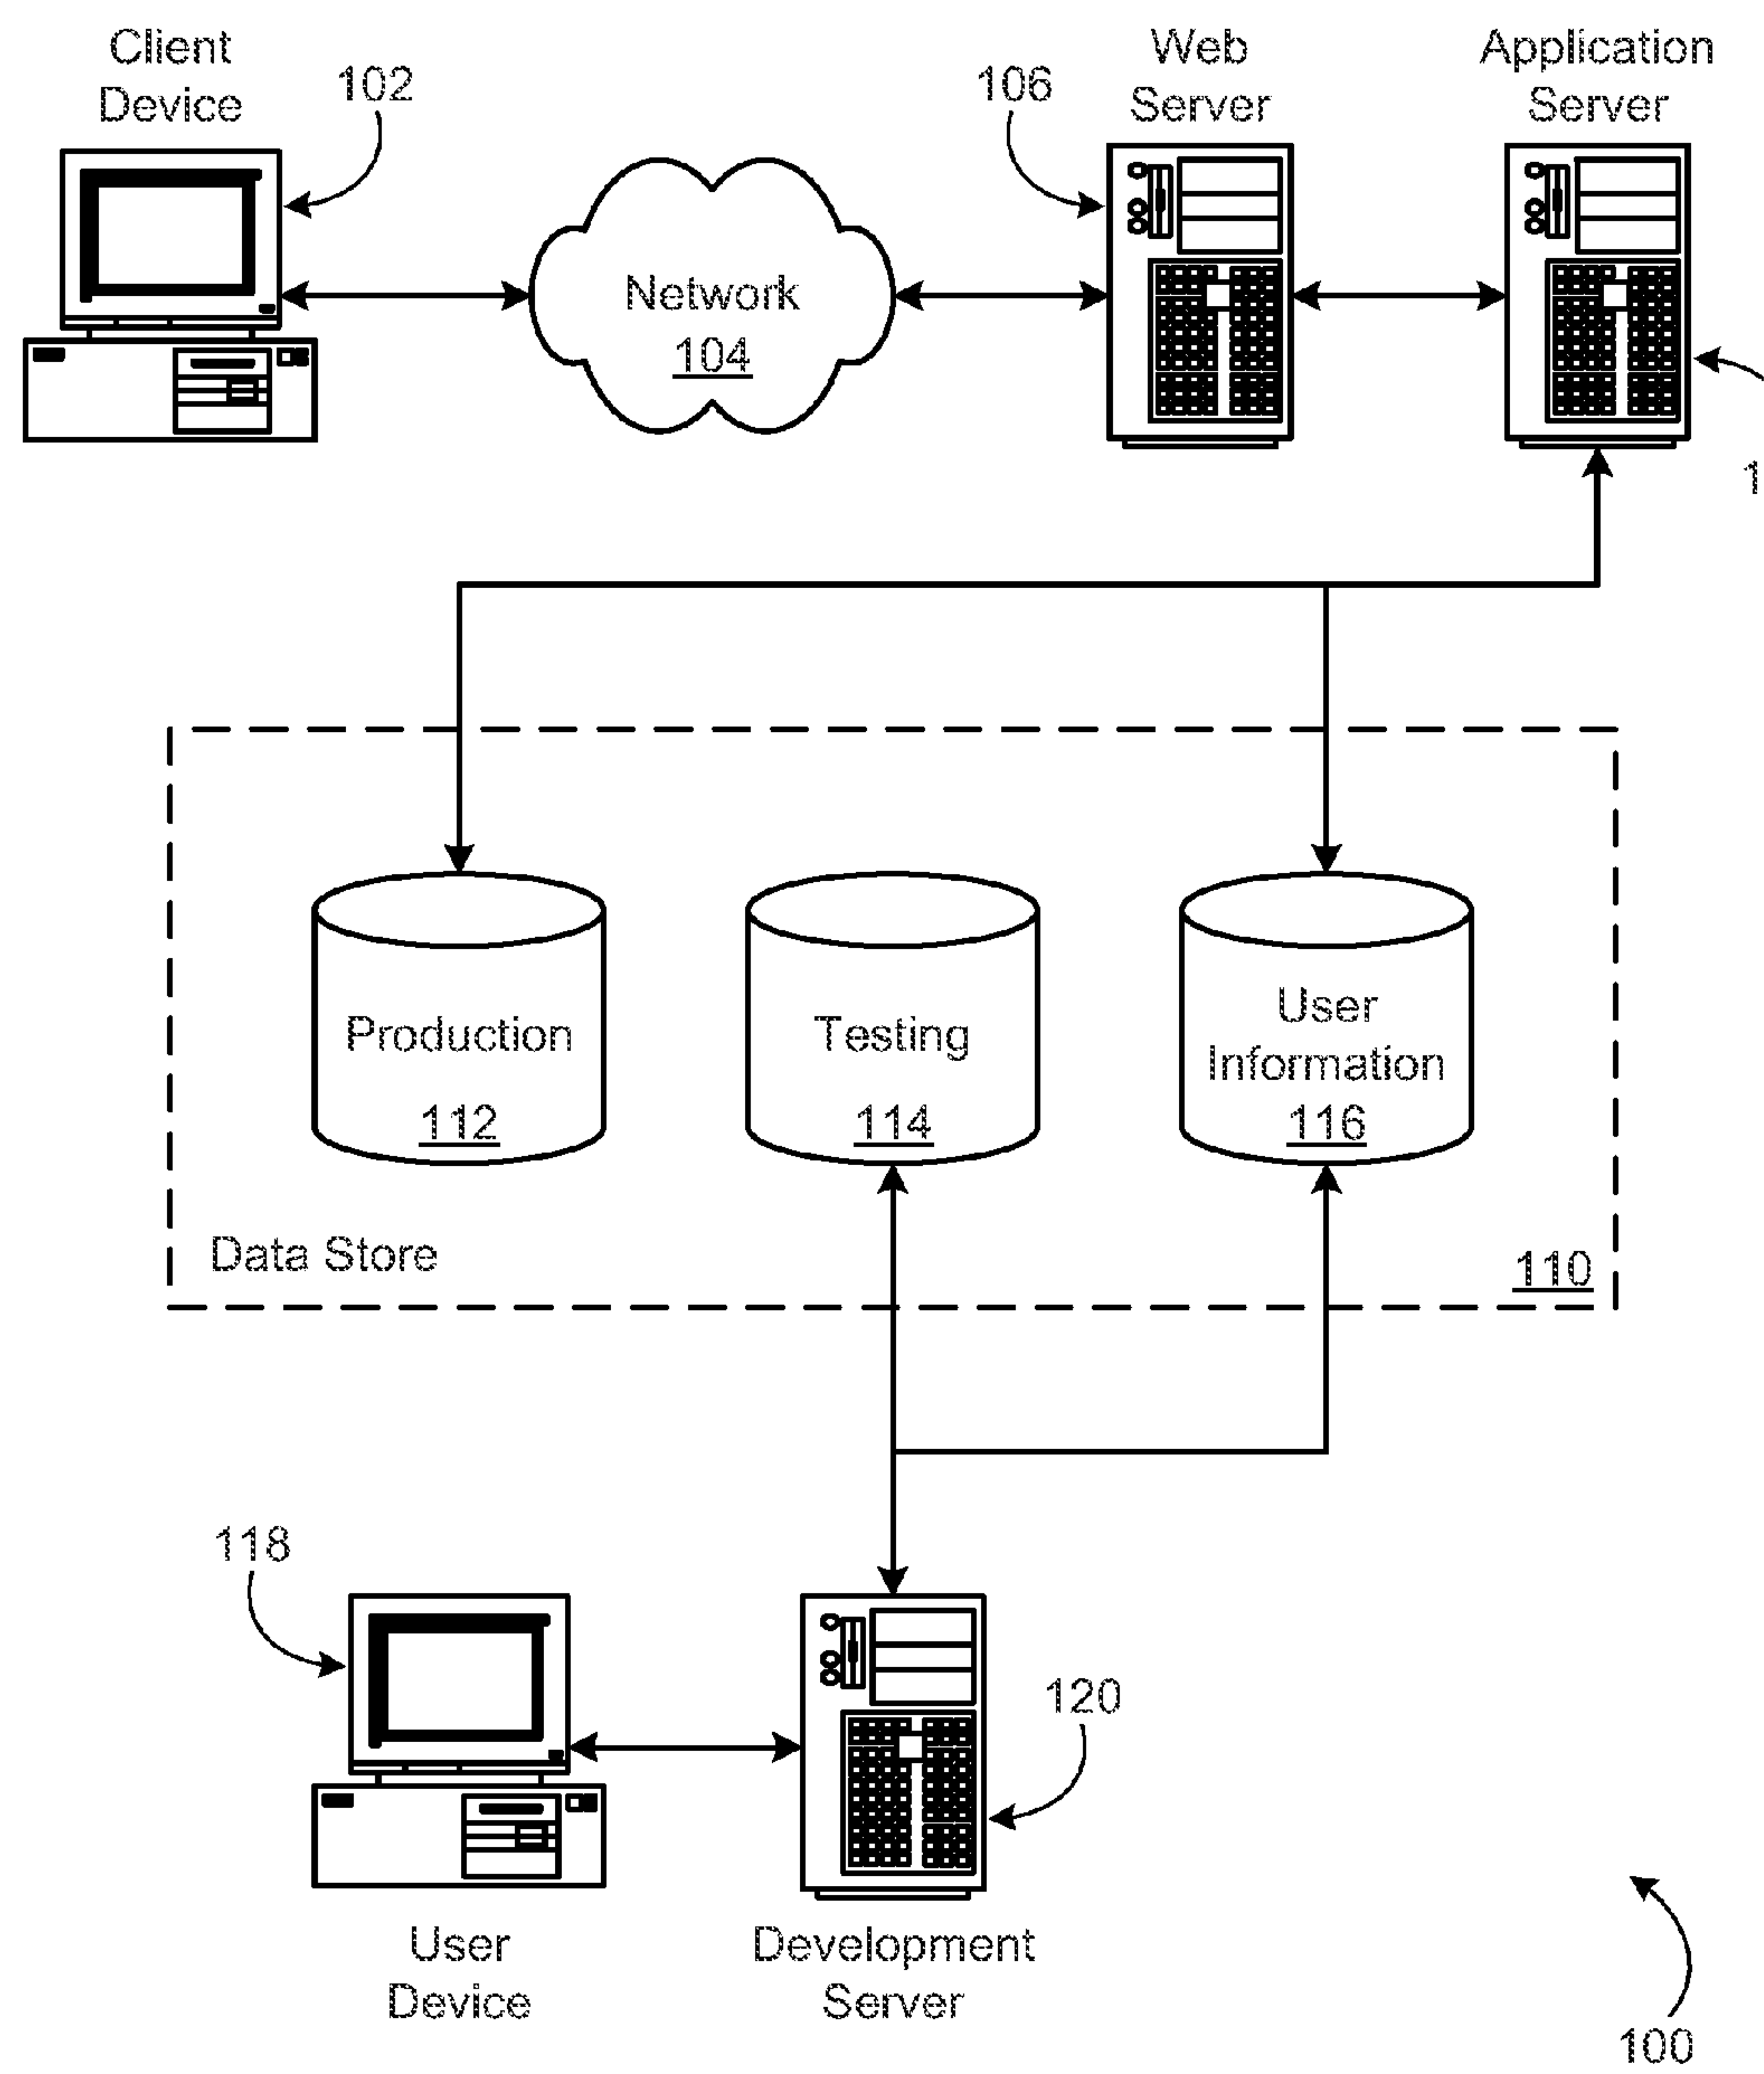 Client
Device
102
Web
Server
106
Application
Server
Network
104
1
Production
112
Testing
114
User
Information
116
Data Store
110
118
120
User
Device
Development
Server
100